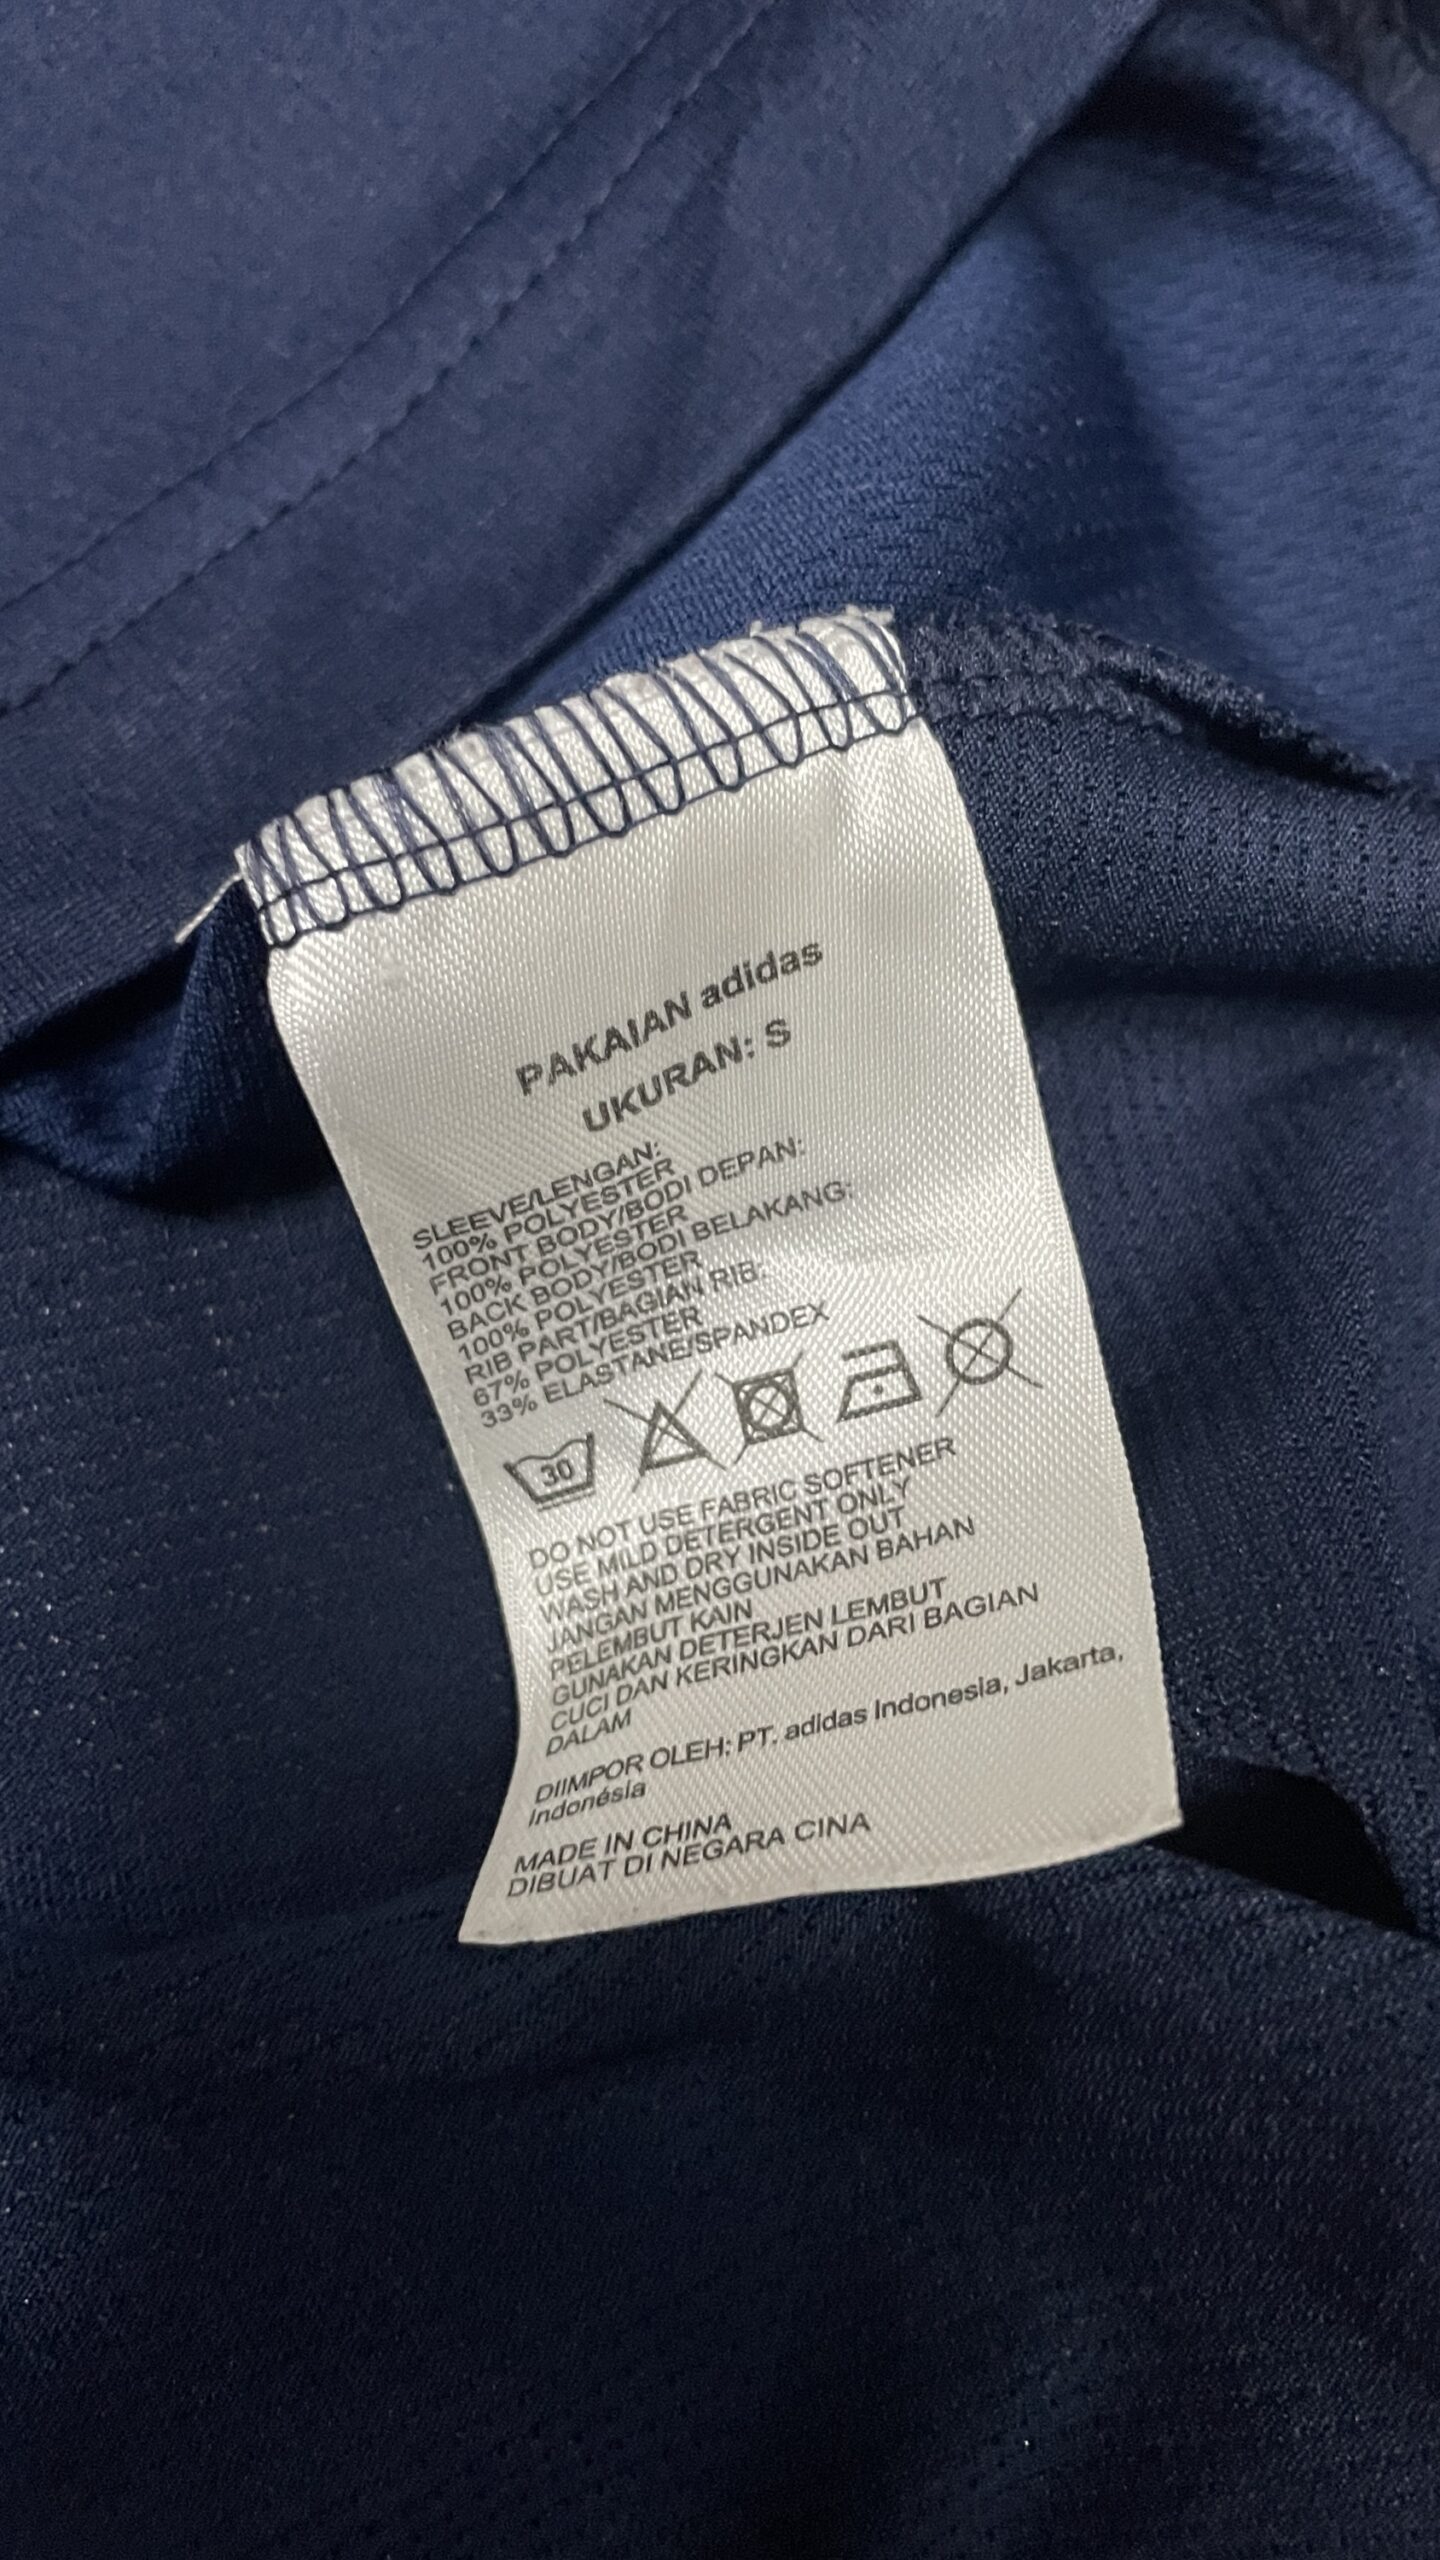 PAKAIAN adidas
UKURAN: S
SLEEVE/LENGAN:
100% POLYESTER
FRONT BODY/BODI DEPAN:
100% POLYESTER
BACK BODY/BODI BELAKANG:
100% POLYESTER
RIB PART/BAGIAN RIB:
67% POLYESTER
33% ELASTANE/SPANDEX
30
DO NOT USE FABRIC SOFTENER
USE MILD DETERGENT ONLY
WASH AND DRY INSIDE OUT
JANGAN MENGGUNAKAN BAHAN
PELEMBUT KAIN
GUNAKAN DETERJEN LEMBUT
CUCI DAN KERINGKAN DARI BAGIAN
DALAM
DIIMPOR OLEH: PT. adidas Indonesia, Jakarta,
Indonésia
MADE IN CHINA
DIBUAT DI NEGARA CINA